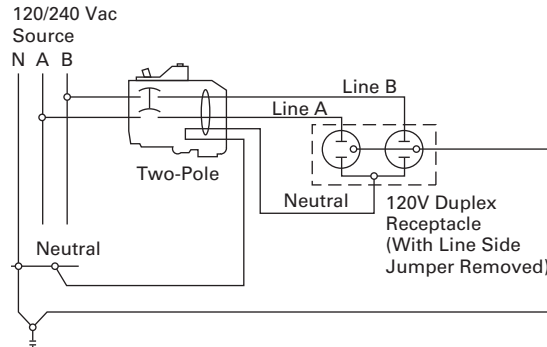 120/240 Vac
Source
N A B
Line B
Line A
Two-Pole
Neutral
120V Duplex
Receptacle
(With Line Side
Jumper Removed)
Neutral